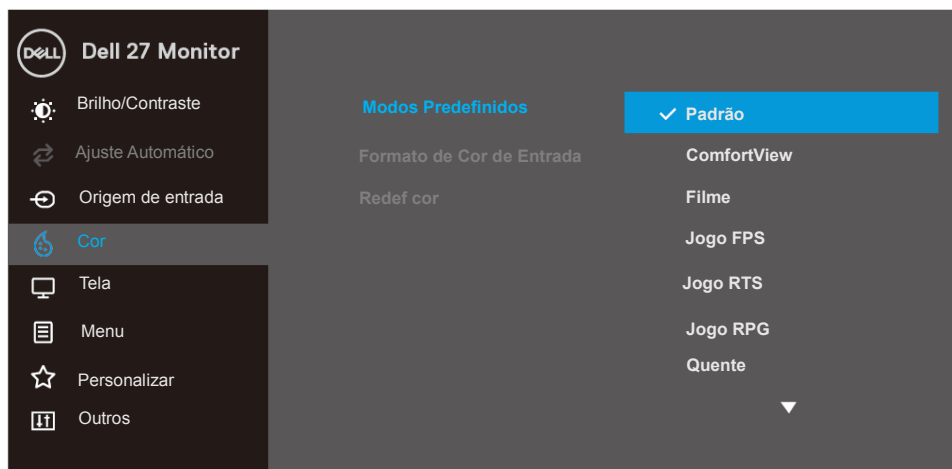 DELL Dell 27 Monitor
Brilho/Contraste
Ajuste Automático
Origem de entrada
Cor
Tela
Menu
Personalizar
Outros
Modos Predefinidos
Formato de Cor de Entrada
Redef cor
Padrão
ComfortView
Filme
Jogo FPS
Jogo RTS
Jogo RPG
Quente